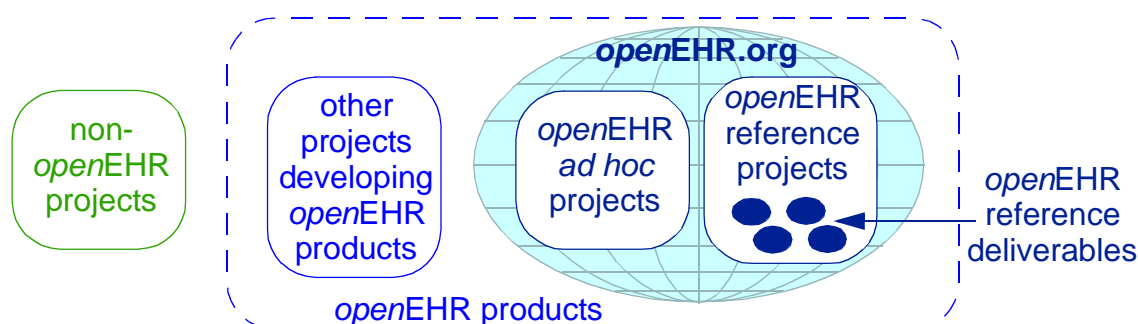 openEHR.org
non-
openEHR
projects
other
projects
developing
openEHR
products
openEHR
ad hoc
projects
openEHR
reference
projects
openEHR
reference
deliverables
openEHR products